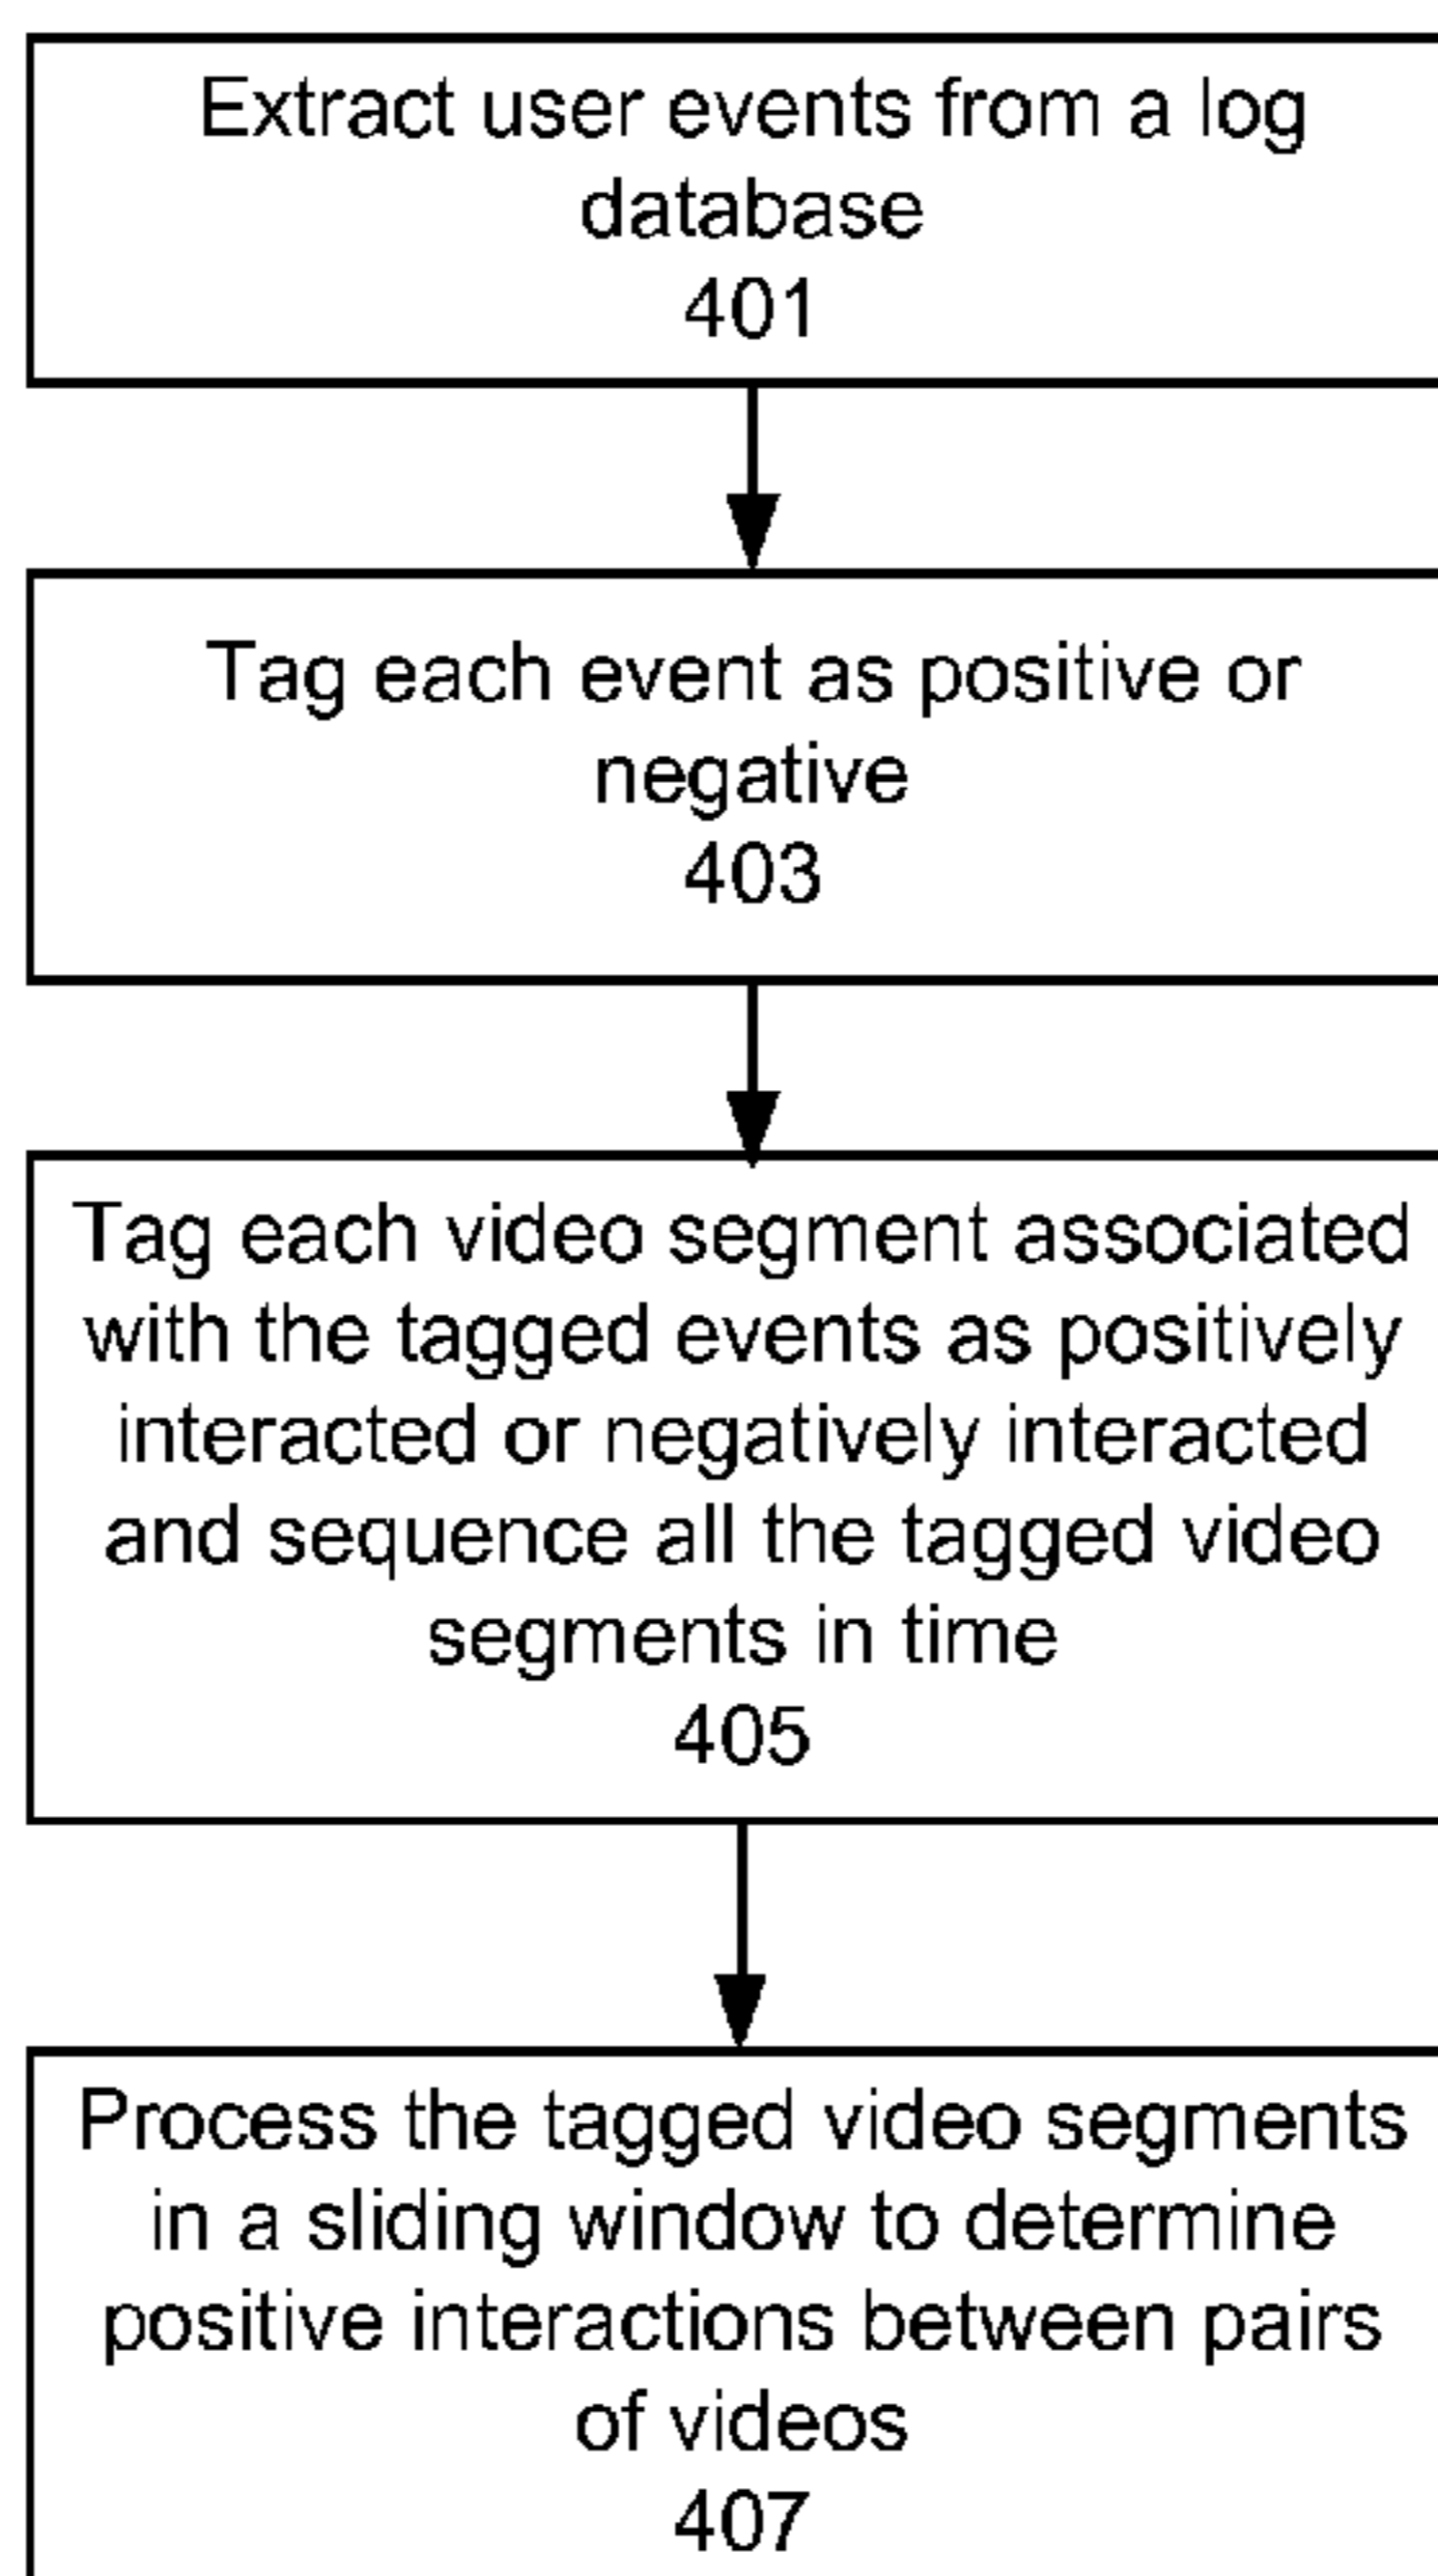 Extract user events from a log
database
401
Tag each event as positive or
negative
403
Tag each video segment associated
with the tagged events as positively
interacted or negatively interacted
and sequence all the tagged video
segments in time
405
Process the tagged video segments
in a sliding window to determine
positive interactions between pairs
of videos
407